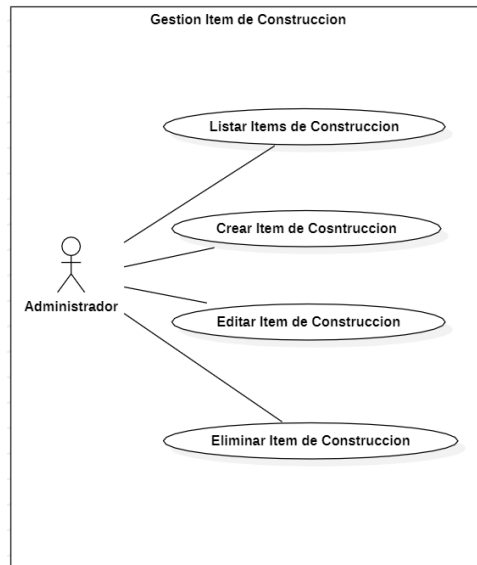 Gestion Item de Construccion
Listar Items de Construccion
Crear Item de Cosntruccion
Administrador
Editar Item de Construccion
Eliminar Item de Construccion